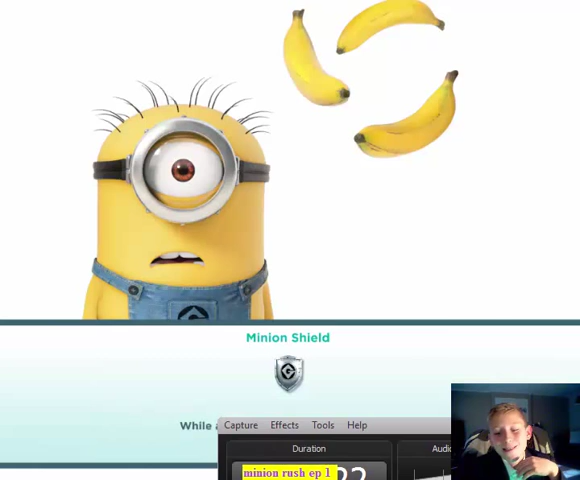 Minion Shield
While
Capture Effects Tools Help
Duration
minion rush ep 1